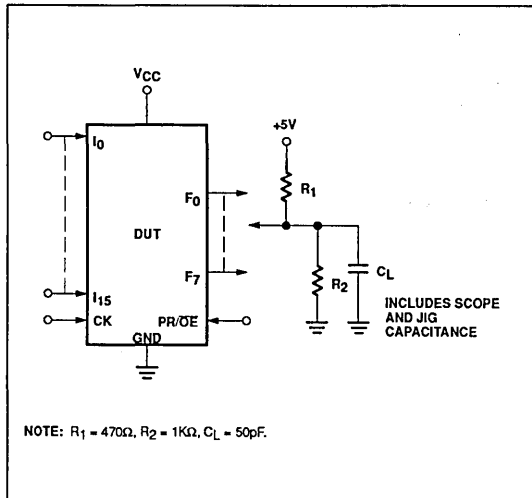 VCC
+5V
I0
R1
F0
DUT
F7
CL
R2
I15
INCLUDES SCOPE
AND JIG
CAPACITANCE
CK
PR/OE
GND
NOTE: R1 = 470Ω, R2 = 1KΩ, CL = 50pF.